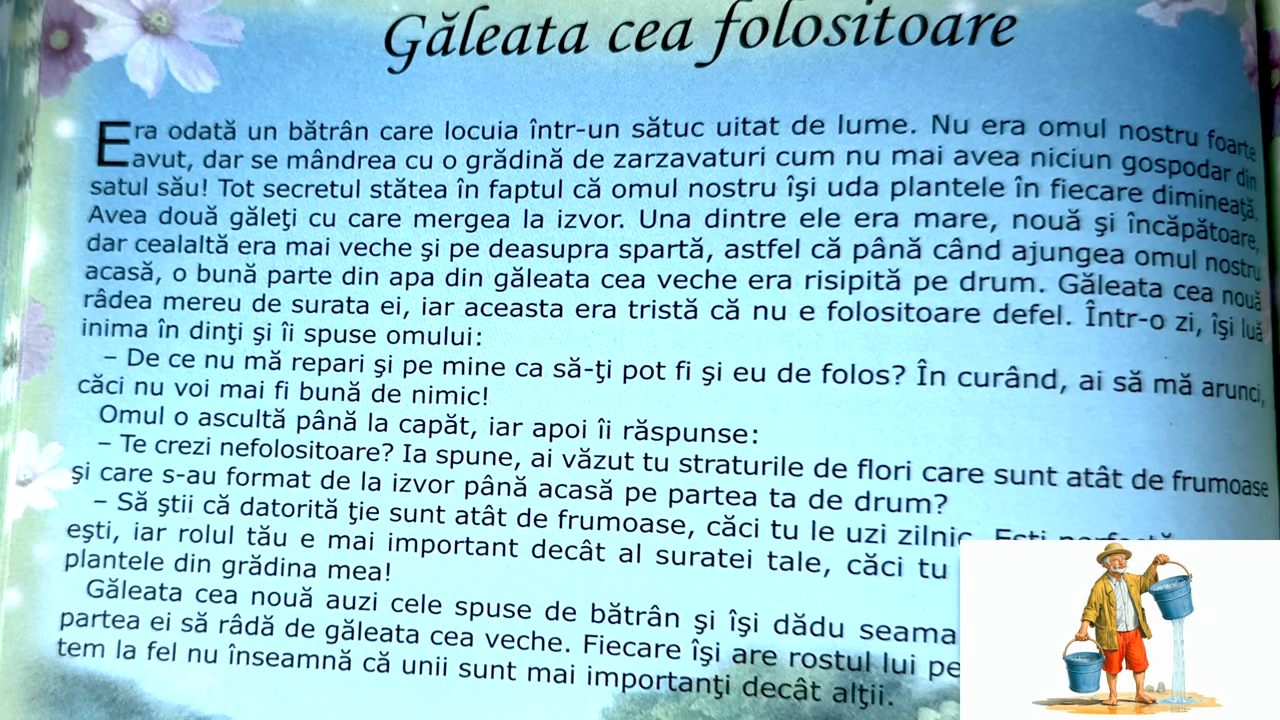 Găleata cea folositoare
Era odată un bătrân care locuia într-un sătuc uitat de lume. Nu era omul nostru foarte
avut, dar se mândrea cu o grădină de zarzavaturi cum nu mai avea niciun gospodar din
satul său! Tot secretul stătea în faptul că omul nostru îşi uda plantele în fiecare dimineaţă.
Avea două găleţi cu care mergea la izvor. Una dintre ele era mare, nouă şi încăpătoare,
dar cealaltă era mai veche şi pe deasupra spartă, astfel că până când ajungea omul nostru
acasă, o bună parte din apa din găleata cea veche era risipită pe drum. Găleata cea nouă
râdea mereu de surata ei, iar aceasta era tristă că nu e folositoare defel. Într-o zi, îşi luă
inima în dinţi şi îi spuse omului:
– De ce nu mă repari şi pe mine ca să-ţi pot fi şi eu de folos? În curând, ai să mă arunci,
căci nu voi mai fi bună de nimic!
Omul o ascultă până la capăt, iar apoi îi răspunse:
– Te crezi nefolositoare? Ia spune, ai văzut tu straturile de flori care sunt atât de frumoase
şi care s-au format de la izvor până acasă pe partea ta de drum?
– Să ştii că datorită ţie sunt atât de frumoase, căci tu le uzi zilnic. Eşti perfectă
eşti, iar rolul tău e mai important decât al suratei tale, căci tu
plantele din grădina mea!
Găleata cea nouă auzi cele spuse de bătrân şi îşi dădu seama
partea ei să râdă de găleata cea veche. Fiecare îşi are rostul lui pe
tem la fel nu înseamnă că unii sunt mai importanţi decât alţii.